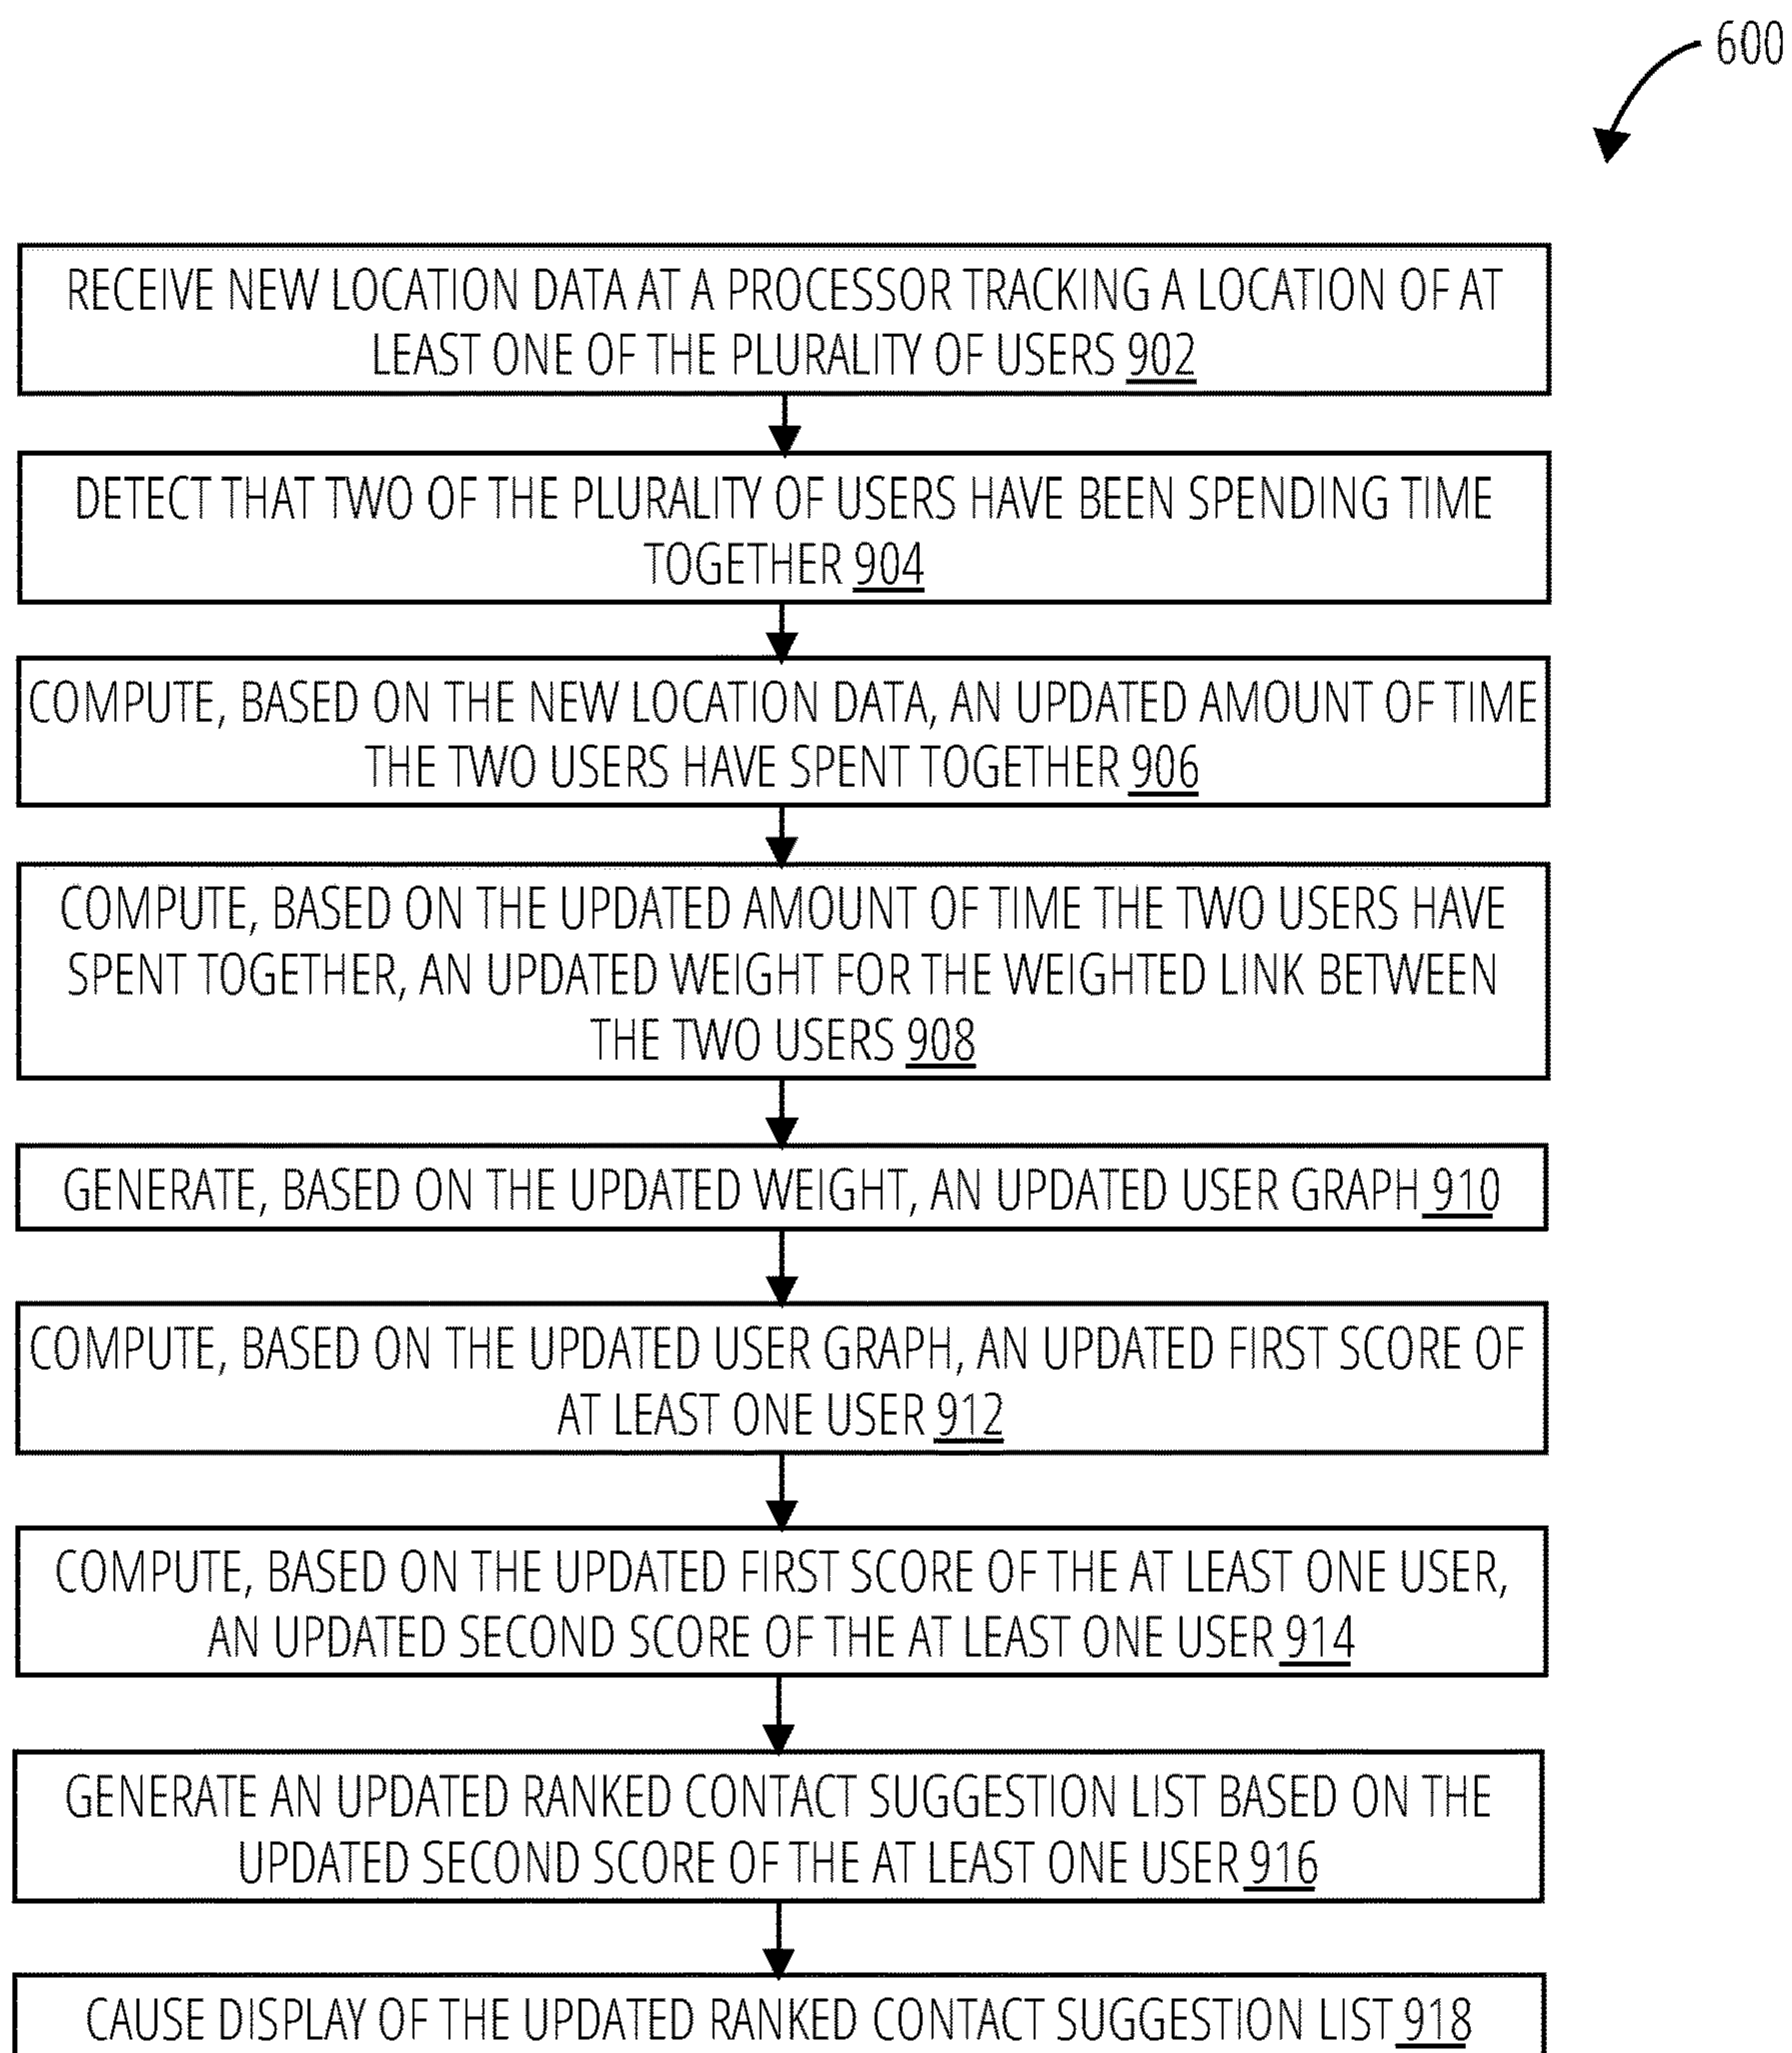 600
RECEIVE NEW LOCATION DATA AT A PROCESSOR TRACKING A LOCATION OF AT
LEAST ONE OF THE PLURALITY OF USERS 902
DETECT THAT TWO OF THE PLURALITY OF USERS HAVE BEEN SPENDING TIME
TOGETHER 904
COMPUTE, BASED ON THE NEW LOCATION DATA, AN UPDATED AMOUNT OF TIME
THE TWO USERS HAVE SPENT TOGETHER 906
COMPUTE, BASED ON THE UPDATED AMOUNT OF TIME THE TWO USERS HAVE
SPENT TOGETHER, AN UPDATED WEIGHT FOR THE WEIGHTED LINK BETWEEN
THE TWO USERS 908
GENERATE, BASED ON THE UPDATED WEIGHT, AN UPDATED USER GRAPH 910
COMPUTE, BASED ON THE UPDATED USER GRAPH, AN UPDATED FIRST SCORE OF
AT LEAST ONE USER 912
COMPUTE, BASED ON THE UPDATED FIRST SCORE OF THE AT LEAST ONE USER,
AN UPDATED SECOND SCORE OF THE AT LEAST ONE USER 914
GENERATE AN UPDATED RANKED CONTACT SUGGESTION LIST BASED ON THE
UPDATED SECOND SCORE OF THE AT LEAST ONE USER 916
CAUSE DISPLAY OF THE UPDATED RANKED CONTACT SUGGESTION LIST 918